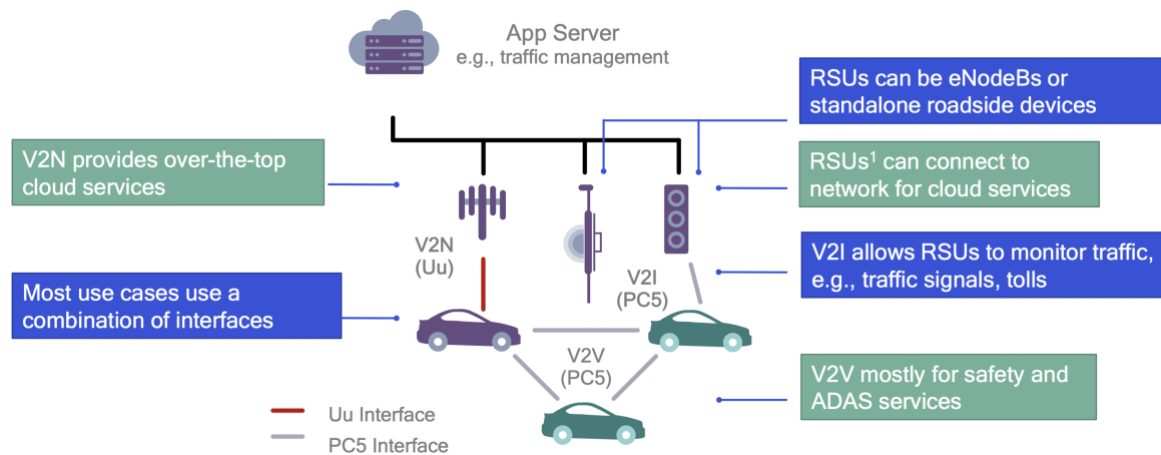 App Server
e.g., traffic management
RSUs can be eNodeBs or
standalone roadside devices
V2N provides over-the-top
cloud services
RSUs¹ can connect to
network for cloud services
V2N
(Uu)
V2I
(PC5)
V2I allows RSUs to monitor traffic,
e.g., traffic signals, tolls
Most use cases use a
combination of interfaces
V2V
(PC5)
V2V mostly for safety and
ADAS services
Uu Interface
PC5 Interface